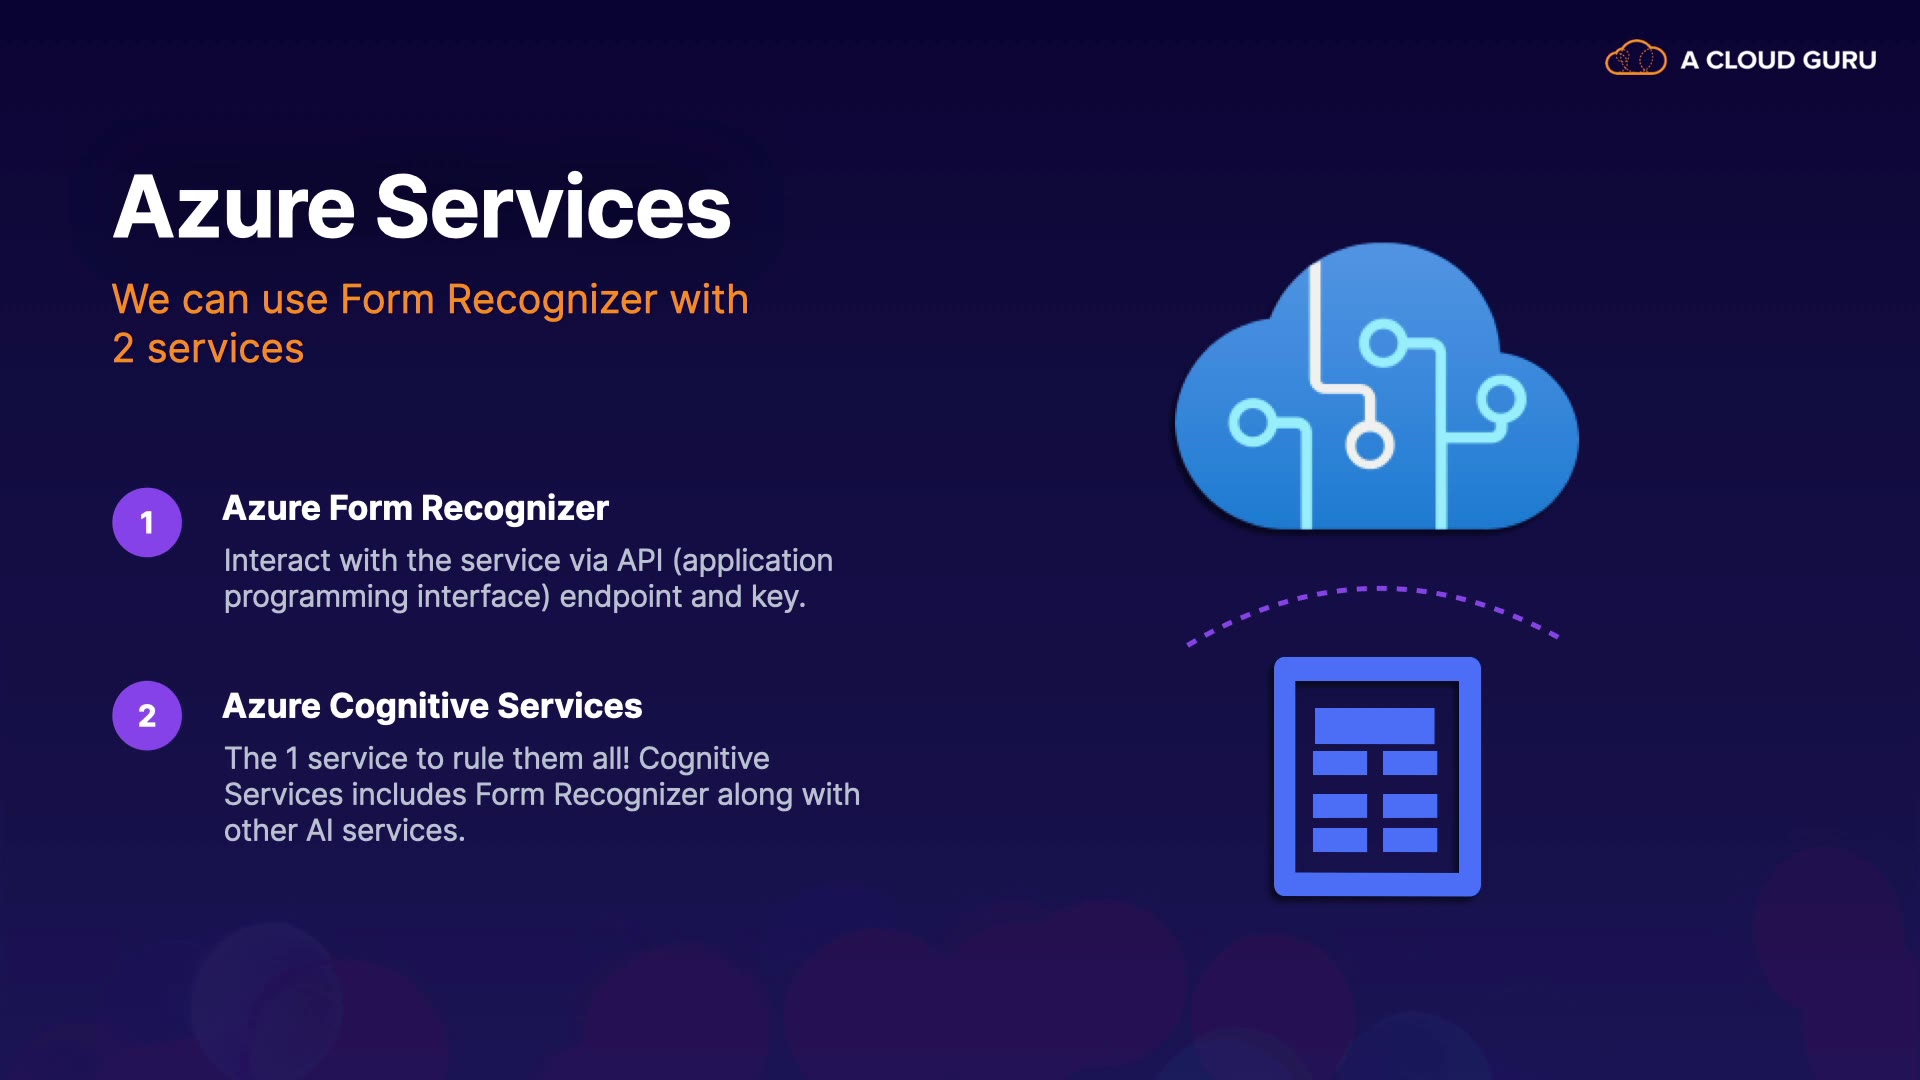 A CLOUD GURU
Azure Services
We can use Form Recognizer with
2 services
1
Azure Form Recognizer
Interact with the service via API (application
programming interface) endpoint and key.
2
Azure Cognitive Services
The 1 service to rule them all! Cognitive
Services includes Form Recognizer along with
other AI services.